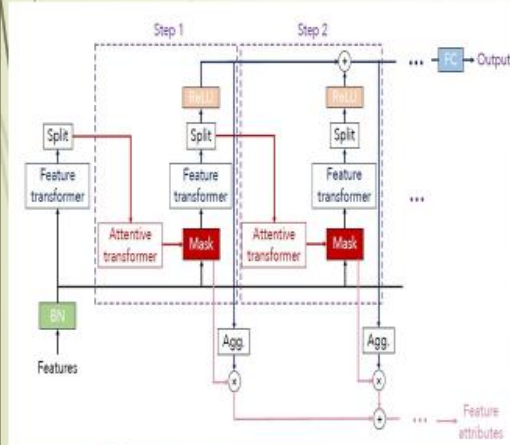 Step 1
Step 2
FC
Output
ReLU
ReLU
Split
Split
Split
Feature
transformer
Feature
transformer
Feature
transformer
Attentive
transformer
Mask
Attentive
transformer
Mask
BN
Features
Agg.
Agg.
Feature
attributes